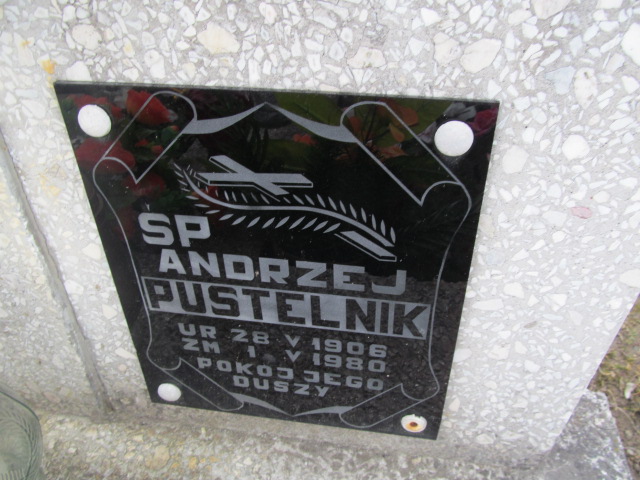 ŚP
ANDRZEJ
PUSTELNIK
UR 28 V 1906
ZM 1 V 1980
POKÓJ JEGO
DUSZY